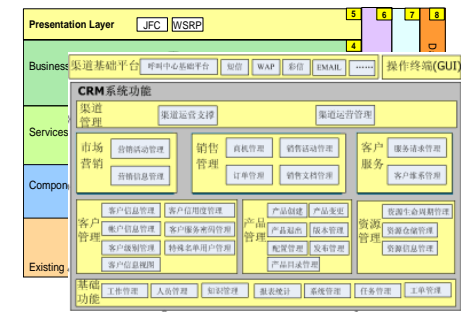 Presentation Layer JFC WSRP
5 6 7 8
4
Business
D
渠道基础平台 呼叫中心基础平台 短信 WAP 彩信 EMAIL …… 操作终端(GUI)
CRM系统功能
渠道管理 渠道运营支撑 渠道运营管理
Services
市场营销 营销活动管理 营销信息管理
销售管理 商机管理 销售活动管理 订单管理 销售文档管理
客户服务 服务请求管理 客户维系管理
Compon
客户管理 客户信息管理 客户信用度管理
帐户信息管理 客户服务密码管理
客户级别管理 特殊名单用户管理
客户信息视图
产品管理 产品创建 产品变更
产品退出 版本管理
配置管理 发布管理
产品目录管理
资源管理 资源生命周期管理
资源仓储管理
资源信息管理
Existing
基础功能 工作管理 人员管理 知识管理 报表统计 系统管理 任务管理 工单管理